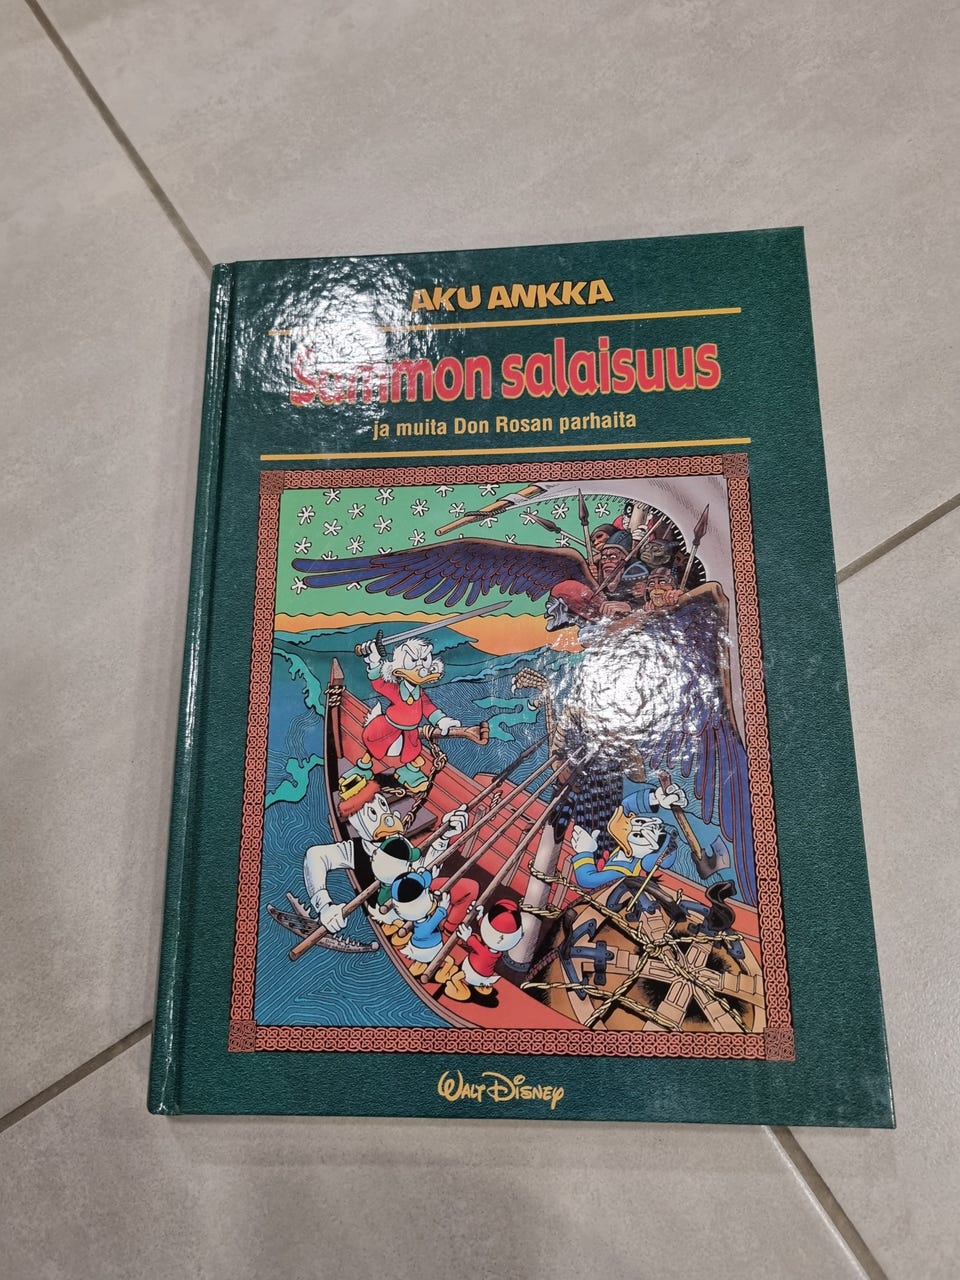 AKU ANKKA
Sammon salaisuus
ja muita Don Rosan parhaita
WALT DISNEY